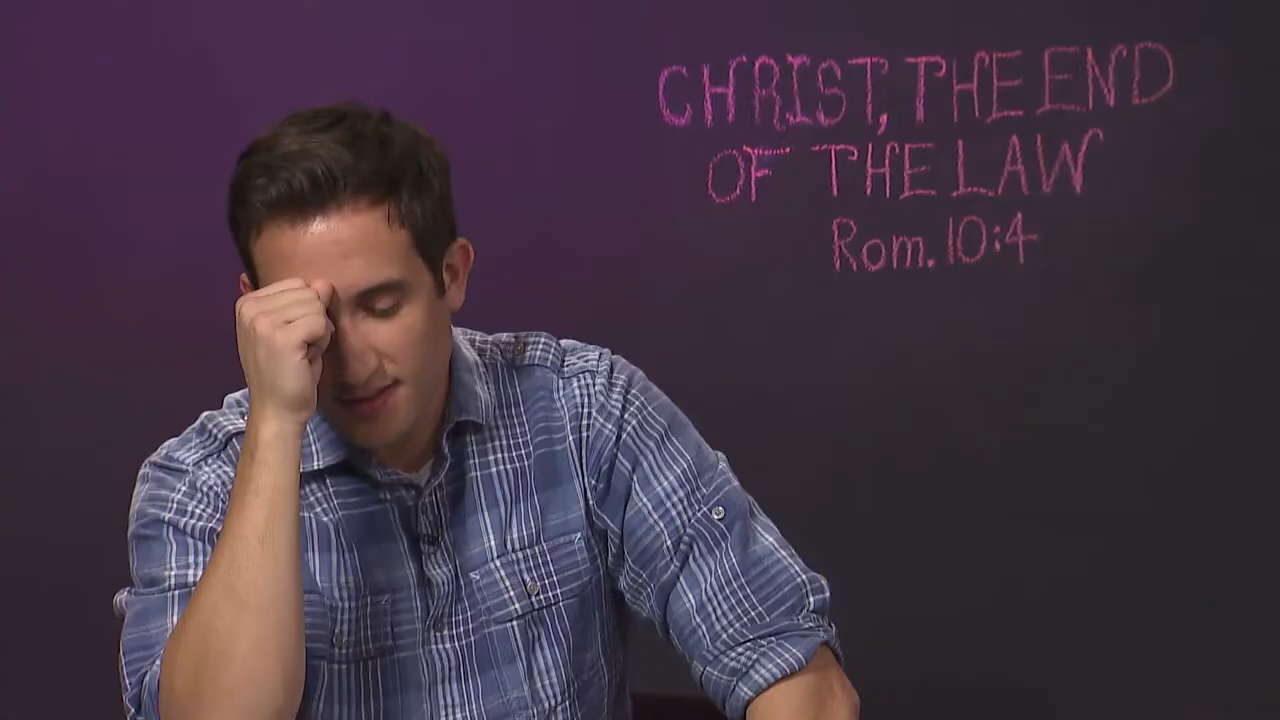 CHRIST, THE END
OF THE LAW
Rom. 10:4